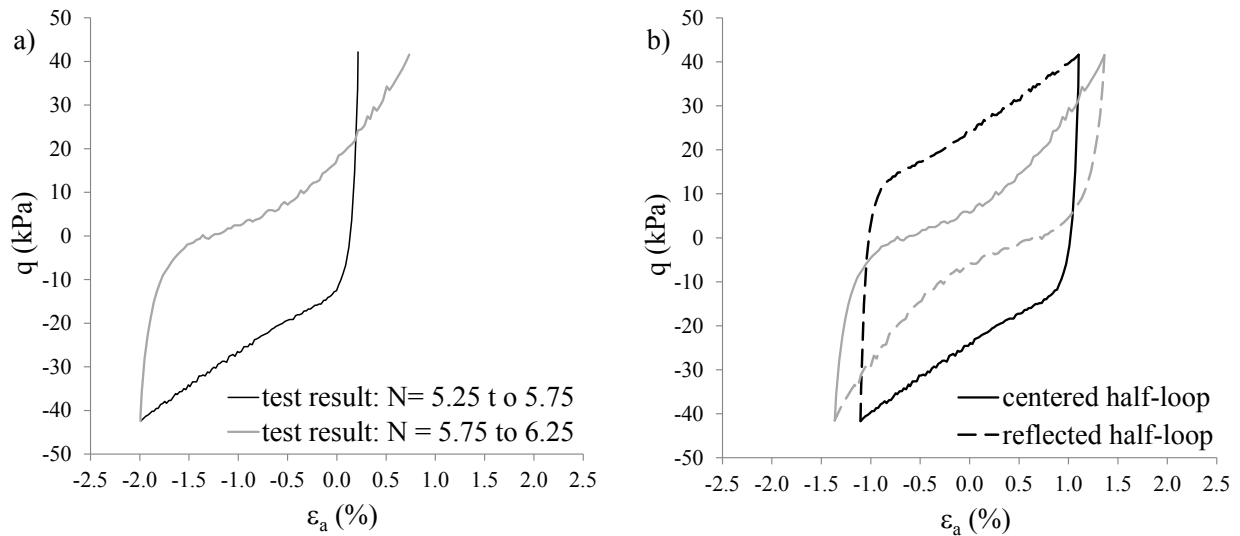 a)
50
40
30
20
10
0
-10
-20
-30
-40
-50
q (kPa)
-2.5 -2.0 -1.5 -1.0 -0.5 0.0 0.5 1.0 1.5 2.0 2.5
εa (%)
test result: N= 5.25 t o 5.75
test result: N = 5.75 to 6.25
b)
50
40
30
20
10
0
-10
-20
-30
-40
-50
q (kPa)
-2.5 -2.0 -1.5 -1.0 -0.5 0.0 0.5 1.0 1.5 2.0 2.5
εa (%)
centered half-loop
reflected half-loop